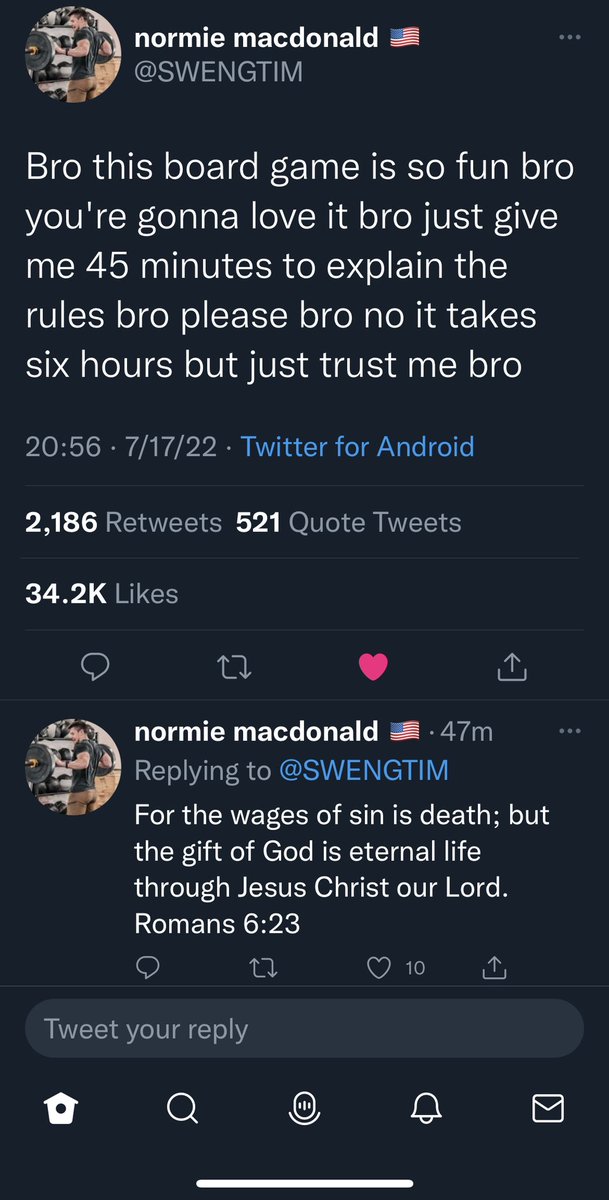 normie macdonald 🇺🇸
@SWENGTIM
Bro this board game is so fun bro
you're gonna love it bro just give
me 45 minutes to explain the
rules bro please bro no it takes
six hours but just trust me bro
20:56 · 7/17/22 · Twitter for Android
2,186 Retweets 521 Quote Tweets
34.2K Likes
normie macdonald 🇺🇸 · 47m
Replying to @SWENGTIM
For the wages of sin is death; but
the gift of God is eternal life
through Jesus Christ our Lord.
Romans 6:23
10
Tweet your reply